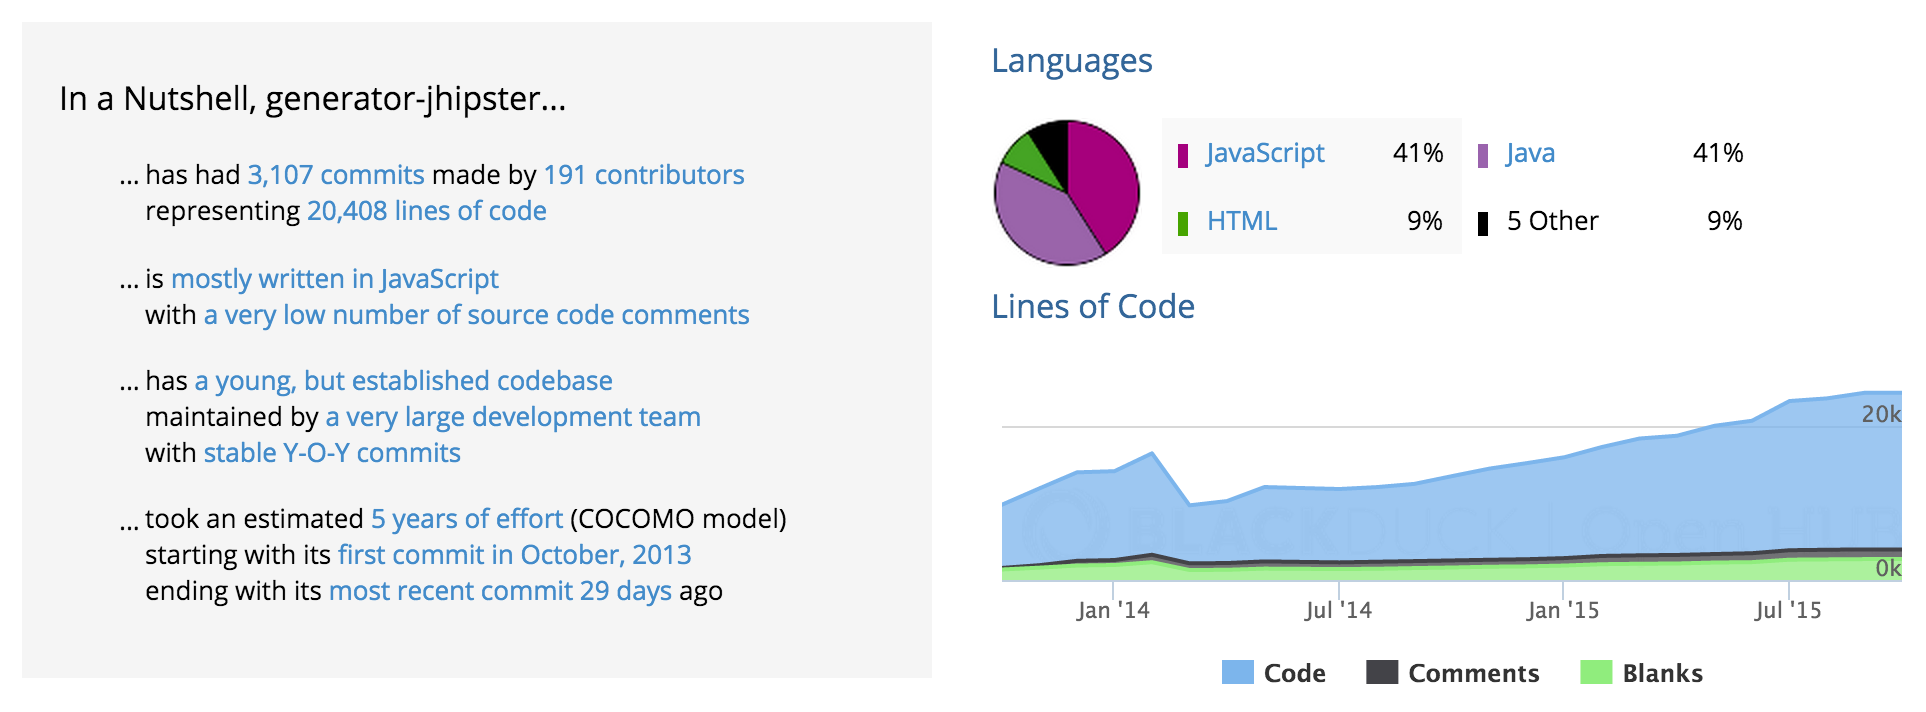 In a Nutshell, generator-jhipster...
... has had 3,107 commits made by 191 contributors
representing 20,408 lines of code
... is mostly written in JavaScript
with a very low number of source code comments
... has a young, but established codebase
maintained by a very large development team
with stable Y-O-Y commits
... took an estimated 5 years of effort (COCOMO model)
starting with its first commit in October, 2013
ending with its most recent commit 29 days ago
Languages
JavaScript 41% Java 41%
HTML 9% 5 Other 9%
Lines of Code
20k
BLACKDUCK | Open HUB
0k
Jan '14 Jul '14 Jan '15 Jul '15
Code Comments Blanks